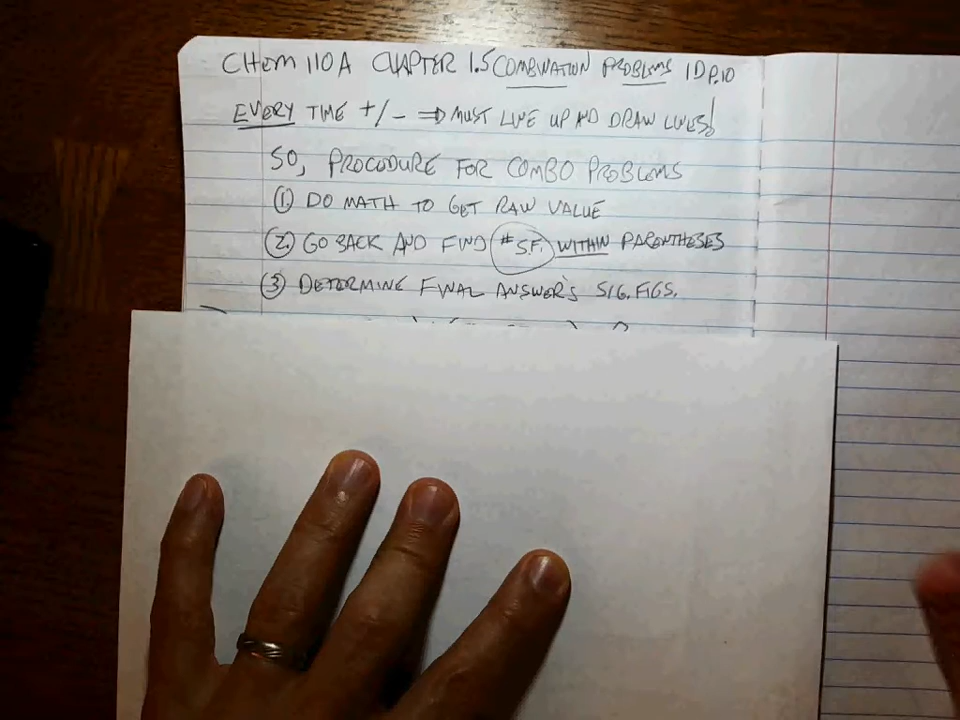 CHEM 110A CHAPTER 1.5 COMBINATION PROBLEMS 1D P.10
EVERY TIME +/- ⇒ MUST LINE UP AND DRAW LINES!
SO, PROCEDURE FOR COMBO PROBLEMS
① DO MATH TO GET RAW VALUE
②. GO BACK AND FIND #S.F. WITHIN PARENTHESES
③ DETERMINE FINAL ANSWER'S SIG. FIGS.